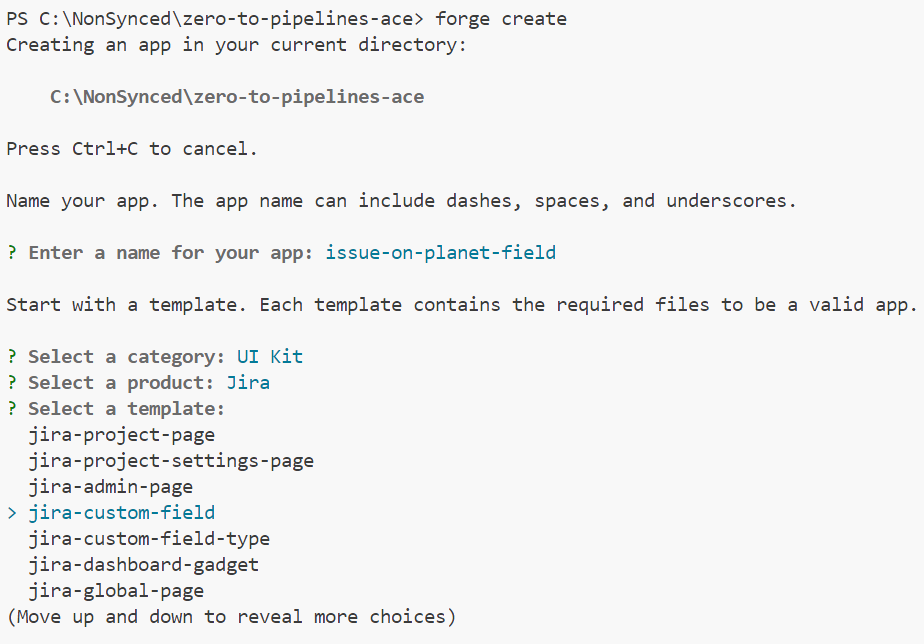 PS C:\NonSynced\zero-to-pipelines-ace> forge create
Creating an app in your current directory:
C:\NonSynced\zero-to-pipelines-ace
Press Ctrl+C to cancel.
Name your app. The app name can include dashes, spaces, and underscores.
? Enter a name for your app: issue-on-planet-field
Start with a template. Each template contains the required files to be a valid app.
? Select a category: UI Kit
? Select a product: Jira
? Select a template:
jira-project-page
jira-project-settings-page
jira-admin-page
> jira-custom-field
jira-custom-field-type
jira-dashboard-gadget
jira-global-page
(Move up and down to reveal more choices)